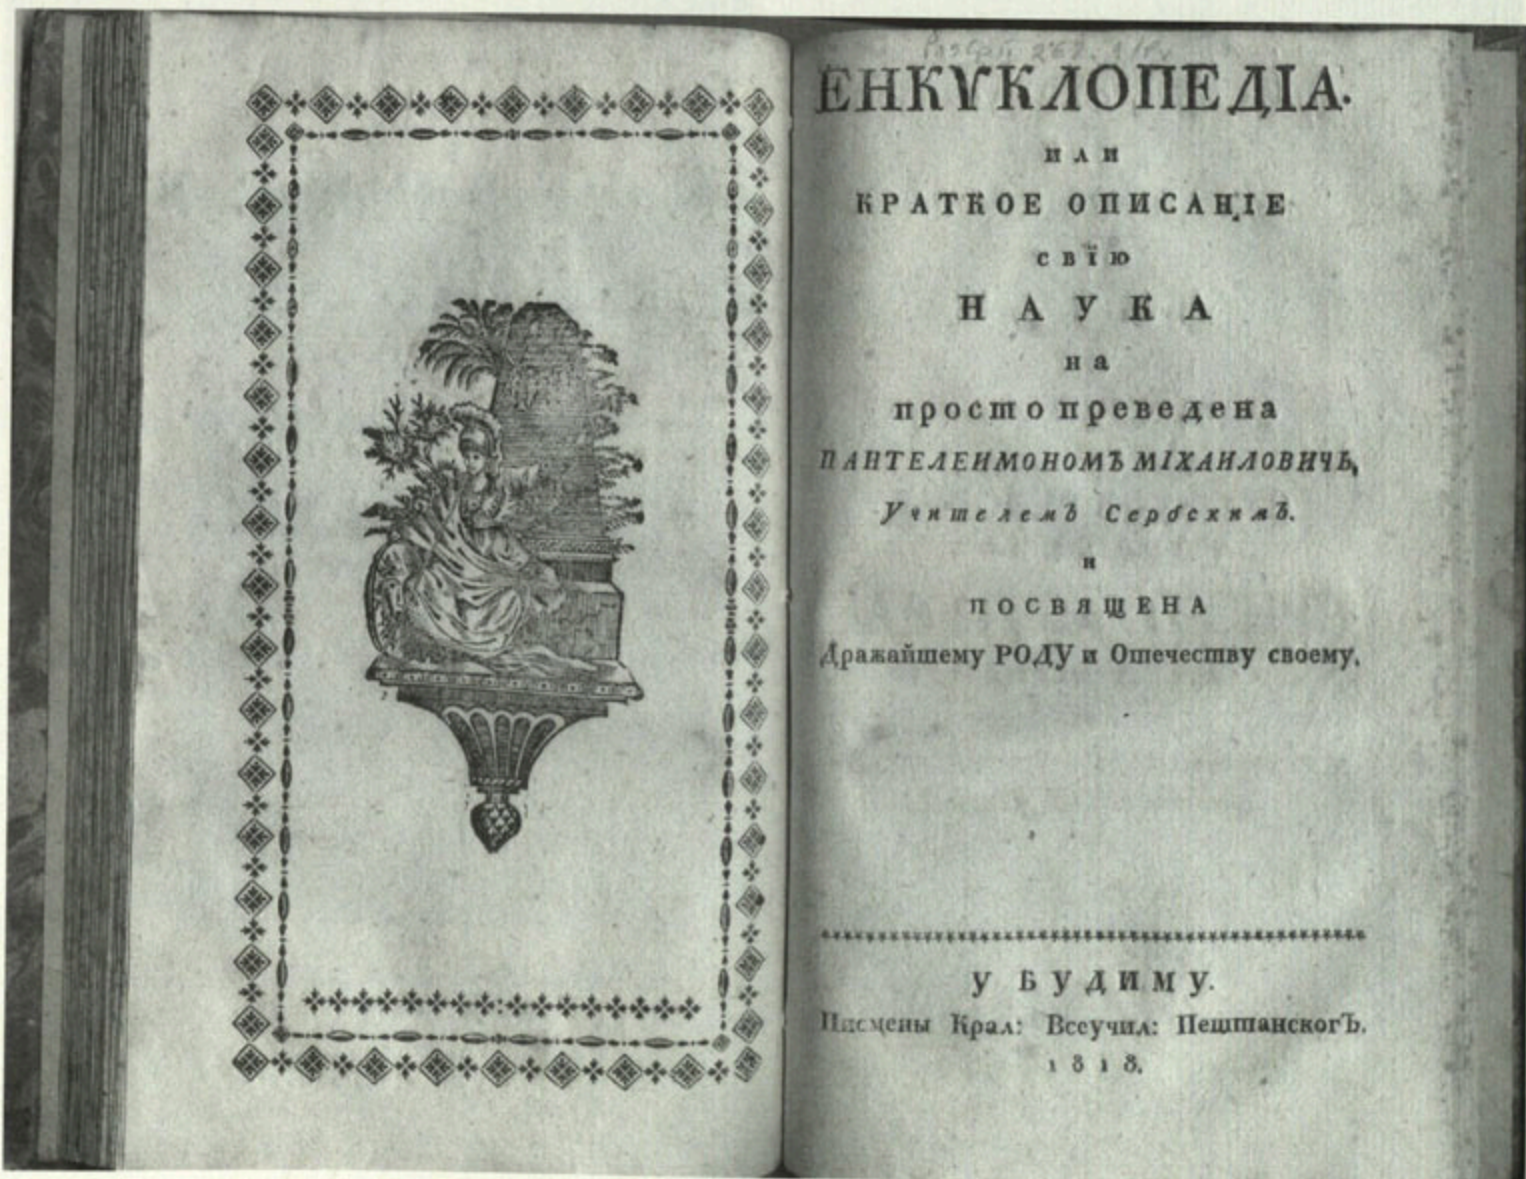 ЕНКУКЛОПЕДІА.
или
КРАТКОЕ ОПИСАНІЕ
свїю
НАУКА
на
просто преведена
ПАНТЕЛЕИМОНОМЪ МІХАИЛОВИЧЬ,
Учителемъ Сербскимъ.
и
ПОСВЯЩЕНА
Дражайшему РОДУ и Отечеству своему.
У БУДИМУ.
Писмены Крал: Всеучил: ПештанскогЪ.
1818.